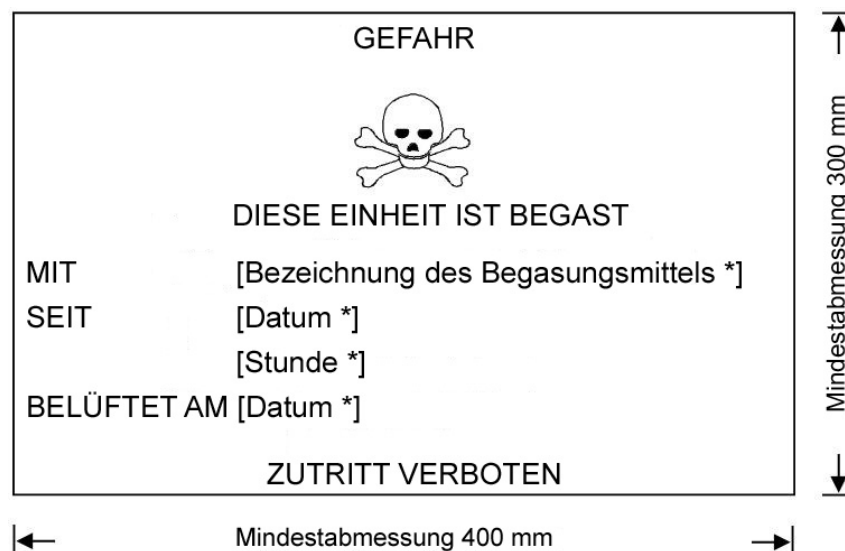 GEFAHR
DIESE EINHEIT IST BEGAST
MIT [Bezeichnung des Begasungsmittels *]
SEIT [Datum *]
[Stunde *]
BELÜFTET AM [Datum *]
ZUTRITT VERBOTEN
Mindestabmessung 400 mm
Mindestabmessung 300 mm